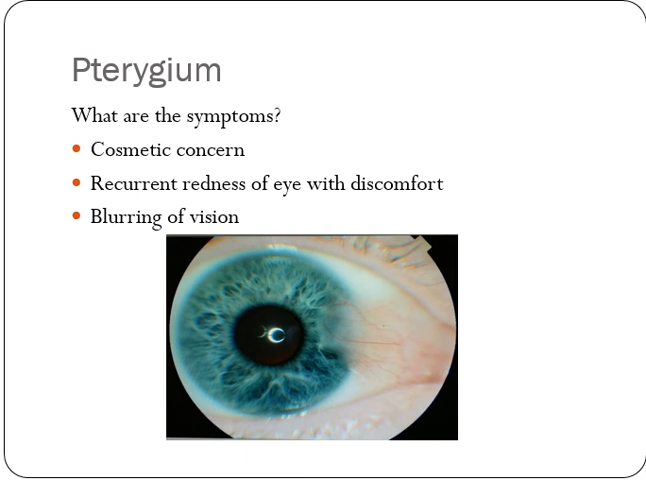 Pterygium
What are the symptoms?
• Cosmetic concern
• Recurrent redness of eye with discomfort
• Blurring of vision